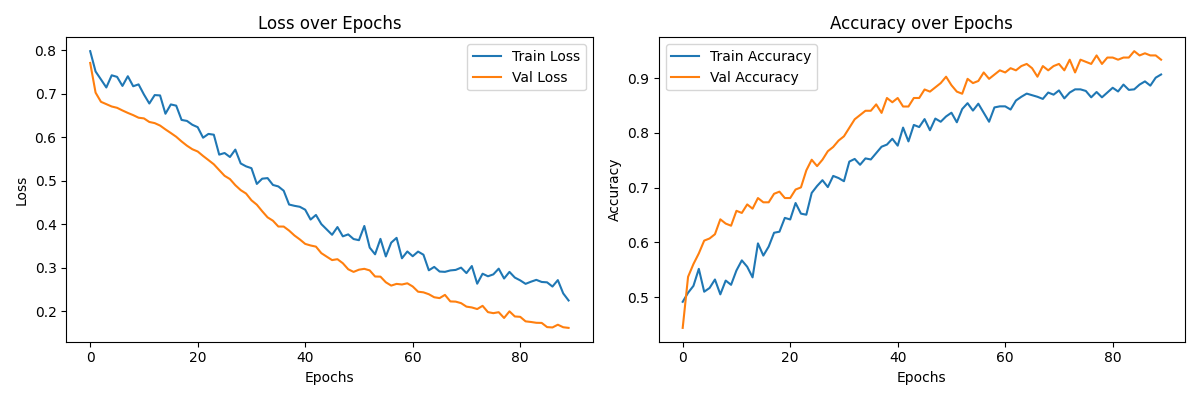 Loss over Epochs
Train Loss
Val Loss
0.8
0.7
0.6
0.5
0.4
0.3
0.2
Loss
0
20
40
60
80
Epochs
Accuracy over Epochs
Train Accuracy
Val Accuracy
0.9
0.8
0.7
0.6
0.5
Accuracy
0
20
40
60
80
Epochs